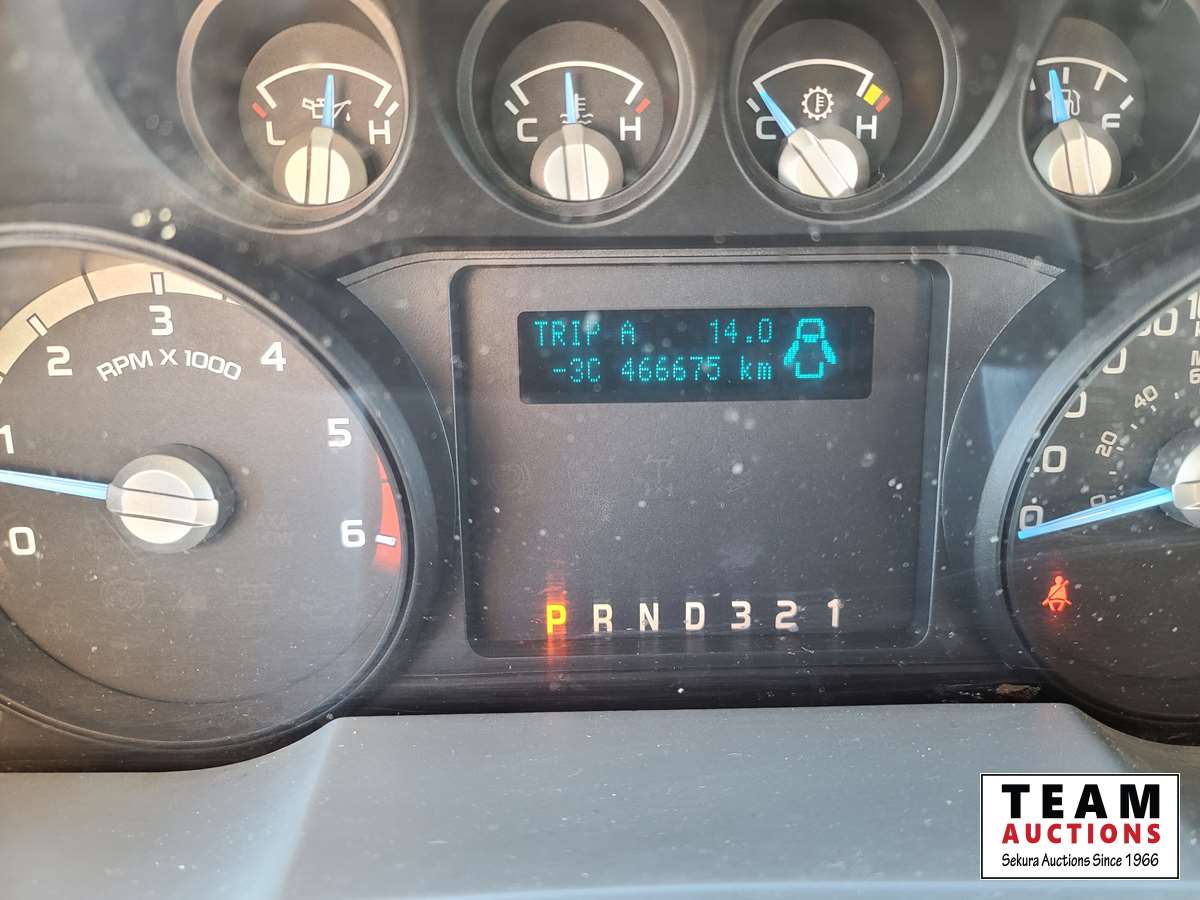 L H
C H
C H
F
TRIP A 14.0
-3C 466675 km
0 1 2 3 4 5 6
RPM X 1000
P R N D 3 2 1
0 20 40
0
TEAM
AUCTIONS
Sekura Auctions Since 1966